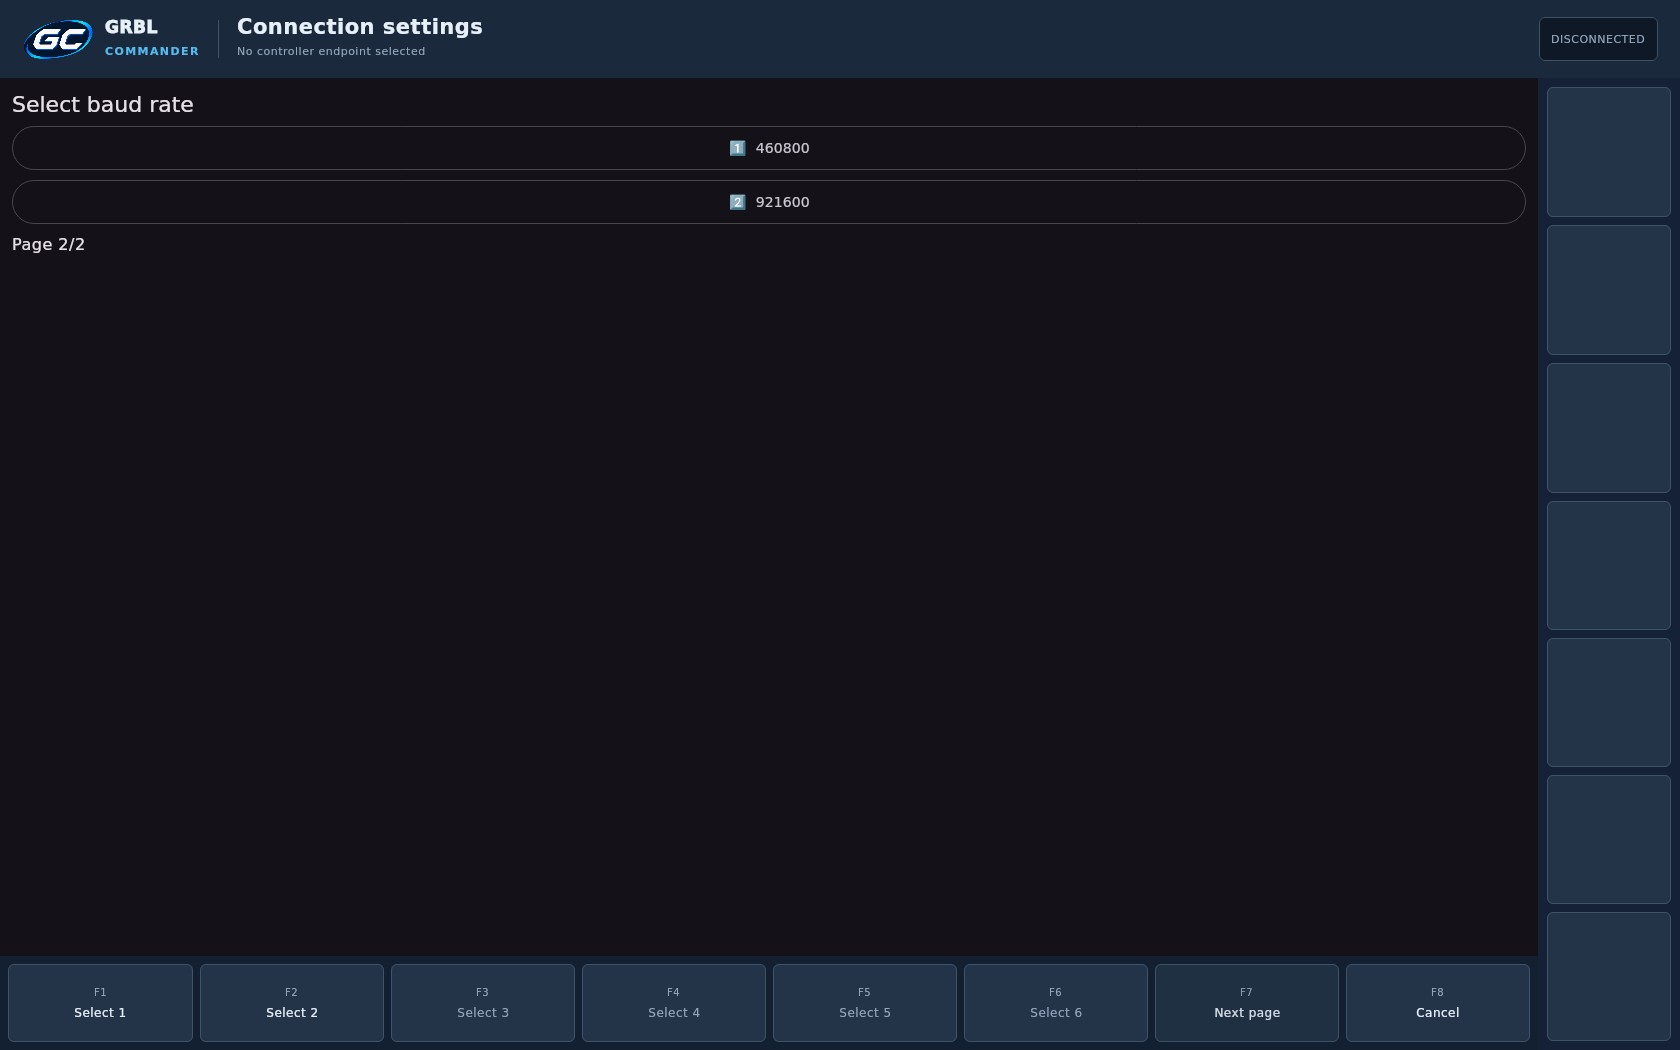 GC
GRBL
COMMANDER
Connection settings
No controller endpoint selected
DISCONNECTED
Select baud rate
1 460800
2 921600
Page 2/2
F1
Select 1
F2
Select 2
F3
Select 3
F4
Select 4
F5
Select 5
F6
Select 6
F7
Next page
F8
Cancel